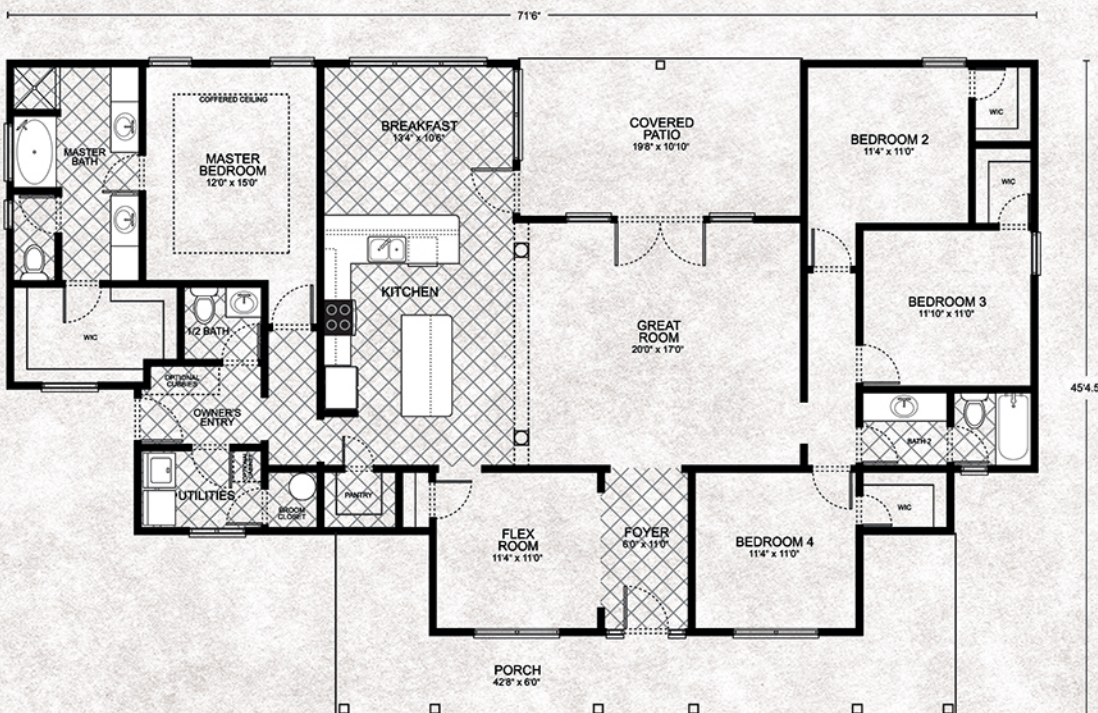 71'6"
COFFERED CEILING
BREAKFAST
13'4" x 10'6"
COVERED
PATIO
19'8" x 10'10"
BEDROOM 2
11'4" x 11'0"
WIC
MASTER
BATH
MASTER
BEDROOM
12'0" x 15'0"
WIC
KITCHEN
BEDROOM 3
11'10" x 11'0"
1/2 BATH
WIC
GREAT
ROOM
20'0" x 17'0"
OPTIONAL
CUBBIES
45'4.5
OWNER'S
ENTRY
BATH 2
UTILITIES
BROOM
CLOSET
PANTRY
FLEX
ROOM
11'4" x 11'0"
FOYER
6'0" x 11'0"
BEDROOM 4
11'4" x 11'0"
WIC
PORCH
42'8" x 6'0"